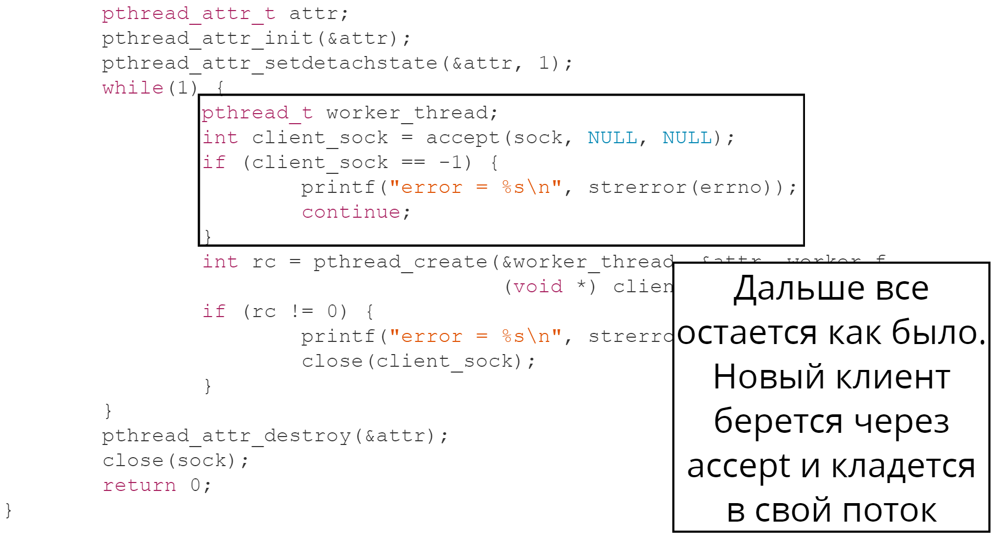 pthread_attr_t attr;
pthread_attr_init(&attr);
pthread_attr_setdetachstate(&attr, 1);
while(1) {
pthread_t worker_thread;
int client_sock = accept(sock, NULL, NULL);
if (client_sock == -1) {
printf("error = %s\n", strerror(errno));
continue;
}
int rc = pthread_create(&worker_thread, &attr, worker_f
(void *) clien
if (rc != 0) {
printf("error = %s\n", strerro
close(client_sock);
}
}
pthread_attr_destroy(&attr);
close(sock);
return 0;
}
Дальше все
остается как было.
Новый клиент
берется через
accept и кладется
в свой поток